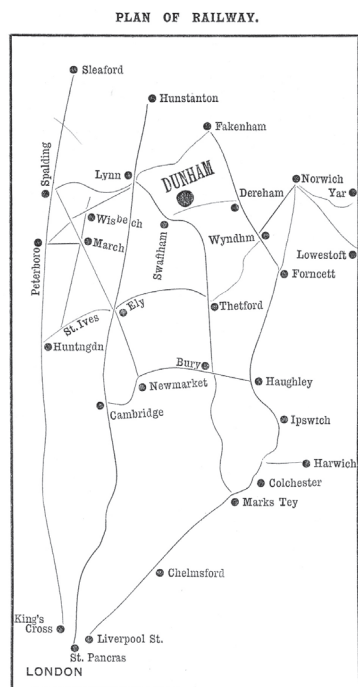 PLAN OF RAILWAY.
Sleaford
Hunstanton
Fakenham
Spalding
Lynn
DUNHAM
Norwich
Dereham
Yar
Wisbech
Swaffham
Wyndhm
Peterboro
March
Lowestoft
Forncett
Ely
Thetford
St. Ives
Huntngdn
Bury
Newmarket
Haughley
Cambridge
Ipswich
Harwich
Colchester
Marks Tey
Chelmsford
King's
Cross
Liverpool St.
St. Pancras
LONDON